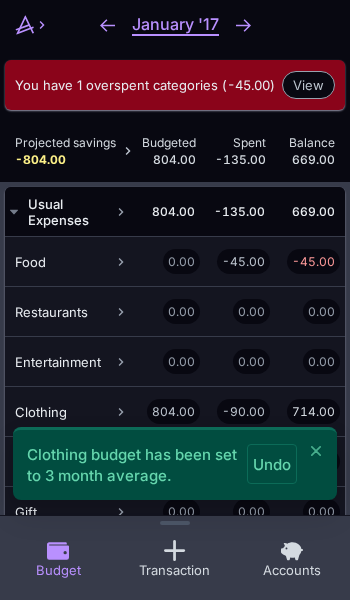 January '17
You have 1 overspent categories (-45.00) View
Projected savings Budgeted Spent Balance
-804.00 804.00 -135.00 669.00
Usual Expenses 804.00 -135.00 669.00
Food 0.00 -45.00 -45.00
Restaurants 0.00 0.00 0.00
Entertainment 0.00 0.00 0.00
Clothing 804.00 -90.00 714.00
Clothing budget has been set
to 3 month average.
Undo
Gift 0.00 0.00 0.00
Budget Transaction Accounts